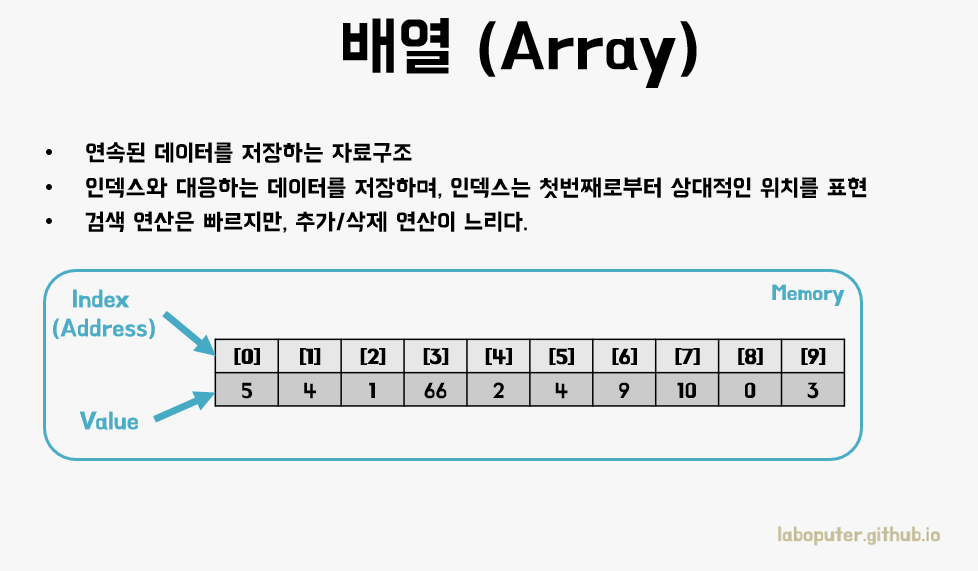 배열 (Array)
• 연속된 데이터를 저장하는 자료구조
• 인덱스와 대응하는 데이터를 저장하며, 인덱스는 첫번째로부터 상대적인 위치를 표현
• 검색 연산은 빠르지만, 추가/삭제 연산이 느리다.
Index
(Address)
Memory
[0] [1] [2] [3] [4] [5] [6] [7] [8] [9]
5 4 1 66 2 4 9 10 0 3
Value
laboputer.github.io